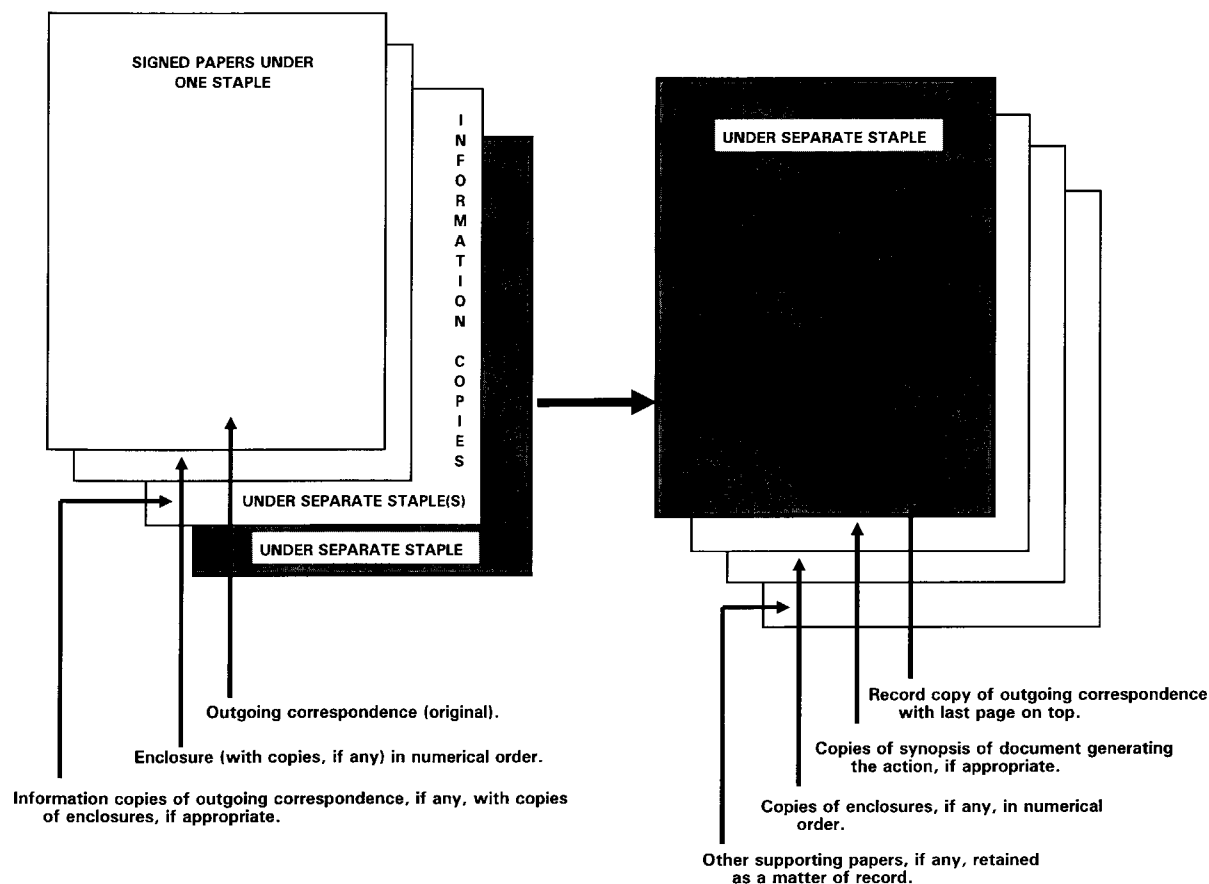 SIGNED PAPERS UNDER
ONE STAPLE
INFORMATION COPIES
UNDER SEPARATE STAPLE(S)
UNDER SEPARATE STAPLE
UNDER SEPARATE STAPLE
Outgoing correspondence (original).
Enclosure (with copies, if any) in numerical order.
Information copies of outgoing correspondence, if any, with copies
of enclosures, if appropriate.
Record copy of outgoing correspondence
with last page on top.
Copies of synopsis of document generating
the action, if appropriate.
Copies of enclosures, if any, in numerical
order.
Other supporting papers, if any, retained
as a matter of record.